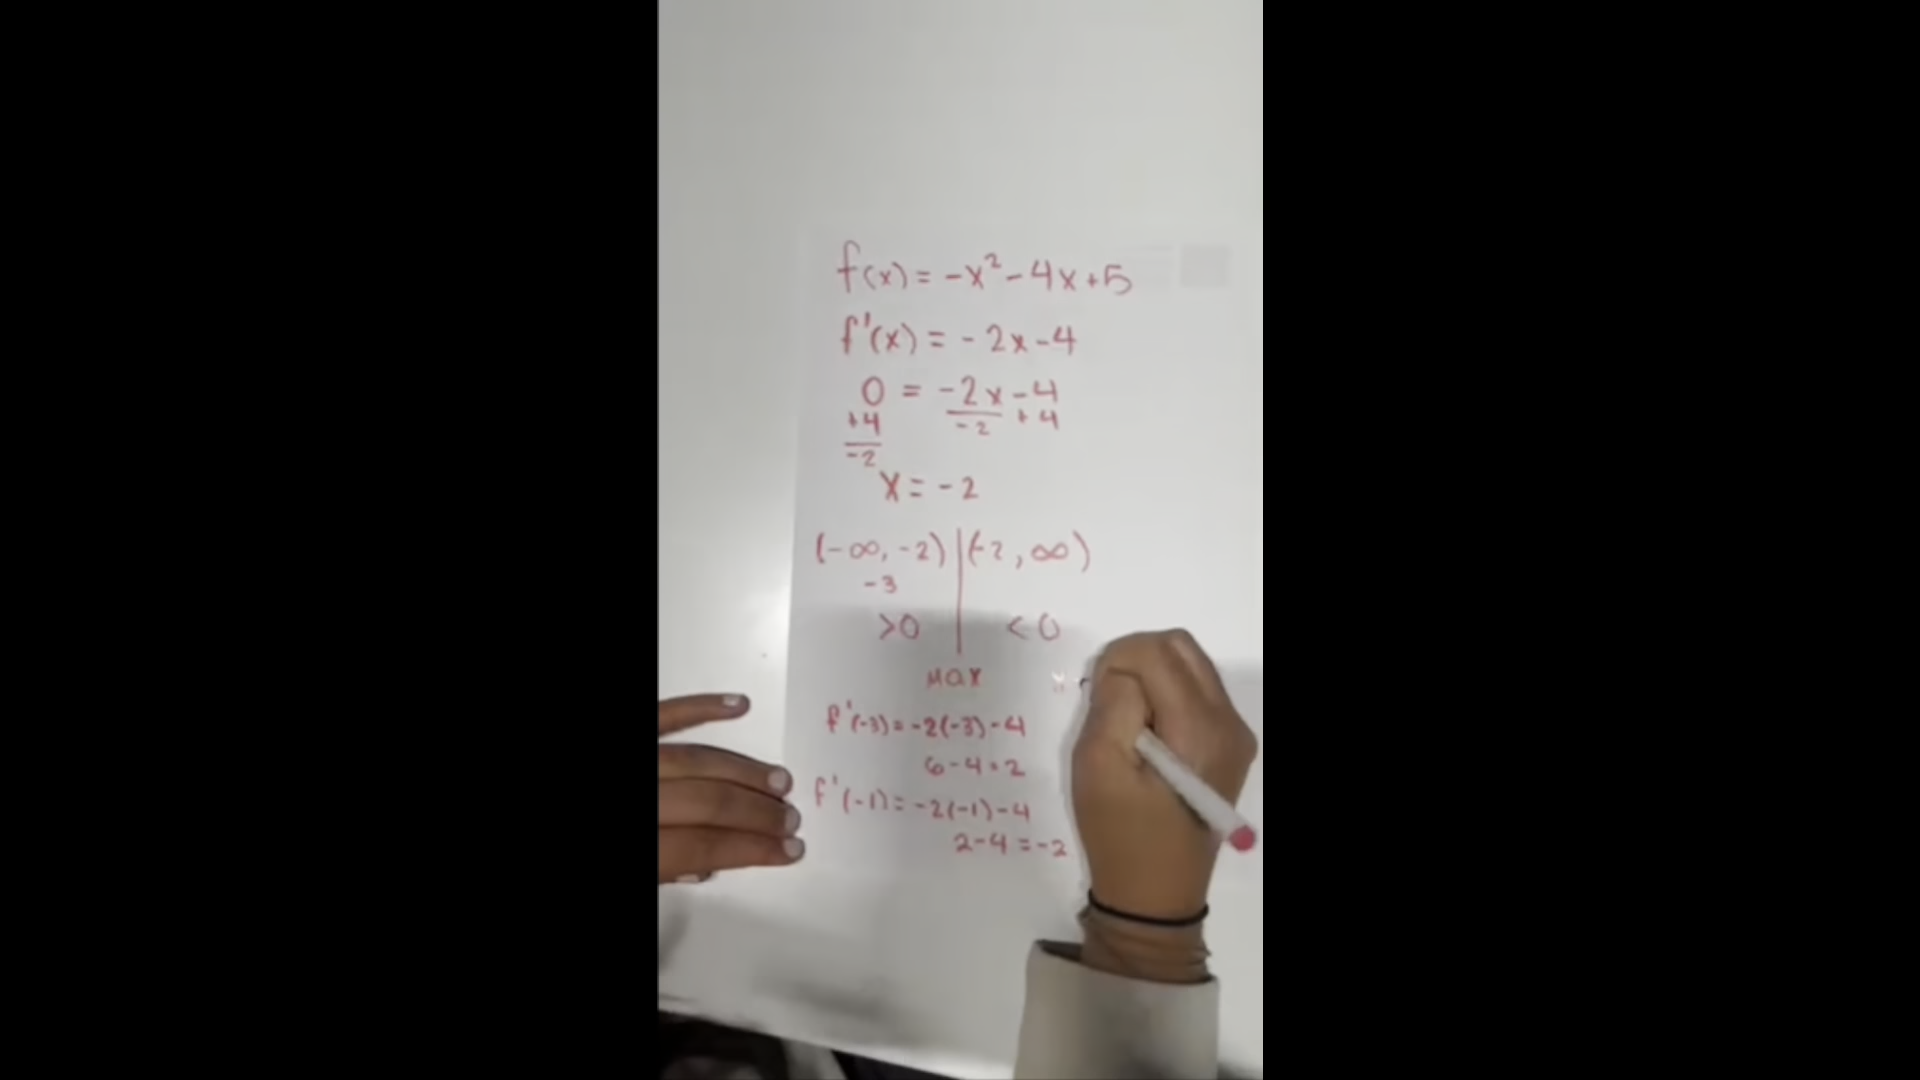 f(x) = -x² - 4x + 5
f'(x) = - 2x - 4
0 = -2x - 4
+4 -2 + 4
-2
x = - 2
(-∞, -2) | (-2, ∞)
-3
>0 | < 0
MAX
f'(-3) = -2(-3) - 4
6 - 4 = 2
f'(-1) = -2(-1) - 4
2 - 4 = -2